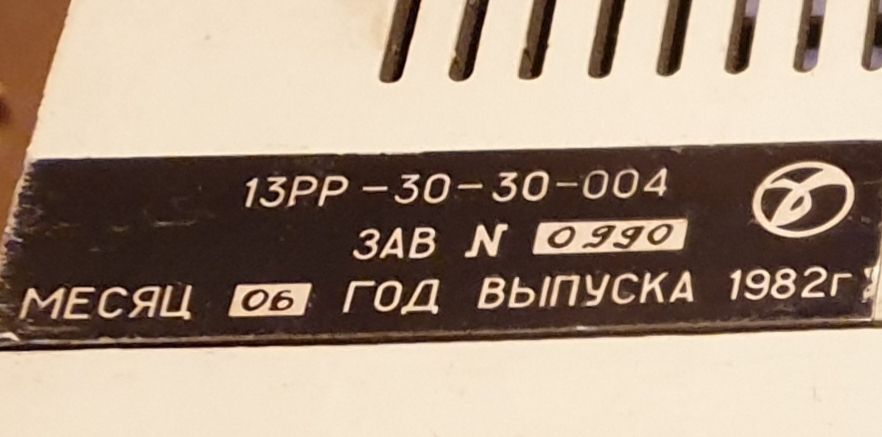 13РР-30-30-004
ЗАВ N 0990
МЕСЯЦ 06 ГОД ВЫПУСКА 1982г